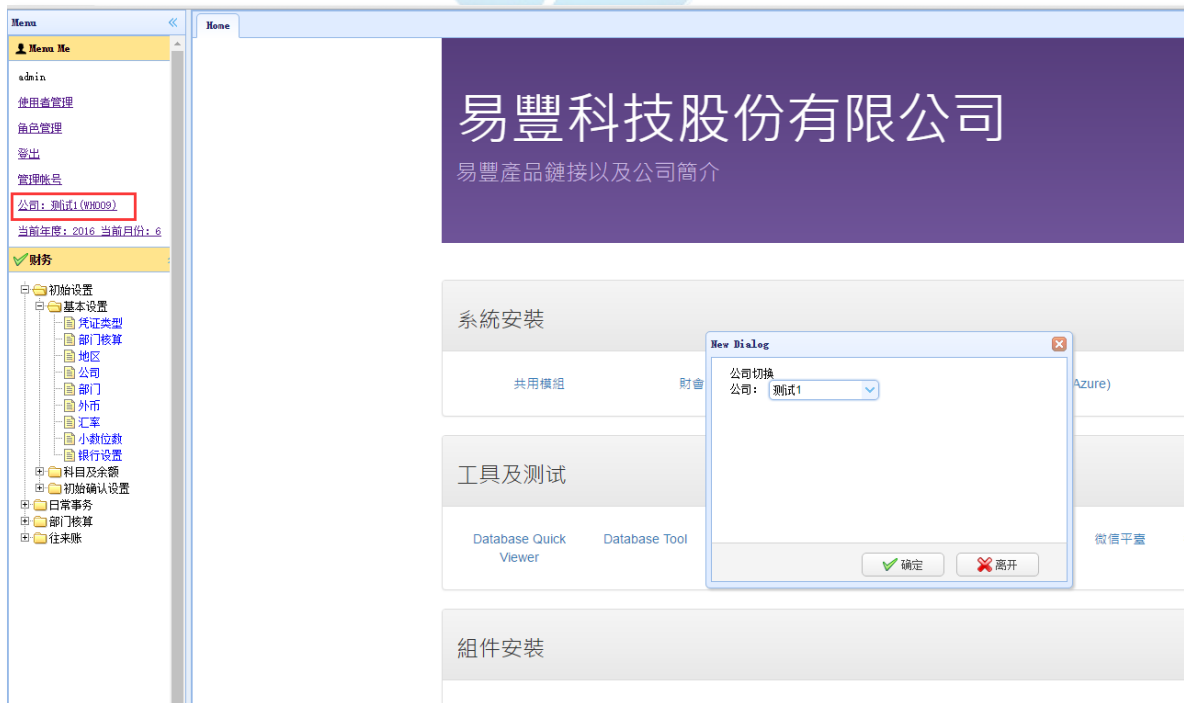 Menu
Menu Me
admin
使用者管理
角色管理
登出
管理帐号
公司: 测试1(WH009)
当前年度: 2016 当前月份: 6
财务
初始设置
基本设置
凭证类型
部门核算
地区
公司
部门
外币
汇率
小数位数
银行设置
科目及余额
初始确认设置
日常事务
部门核算
往来账
Home
易豐科技股份有限公司
易豐產品鏈接以及公司簡介
系統安裝
共用模組
財會
Azure)
工具及测试
Database Quick
Viewer
Database Tool
微信平臺
組件安裝
New Dialog
公司切换
公司: 测试1
确定
离开